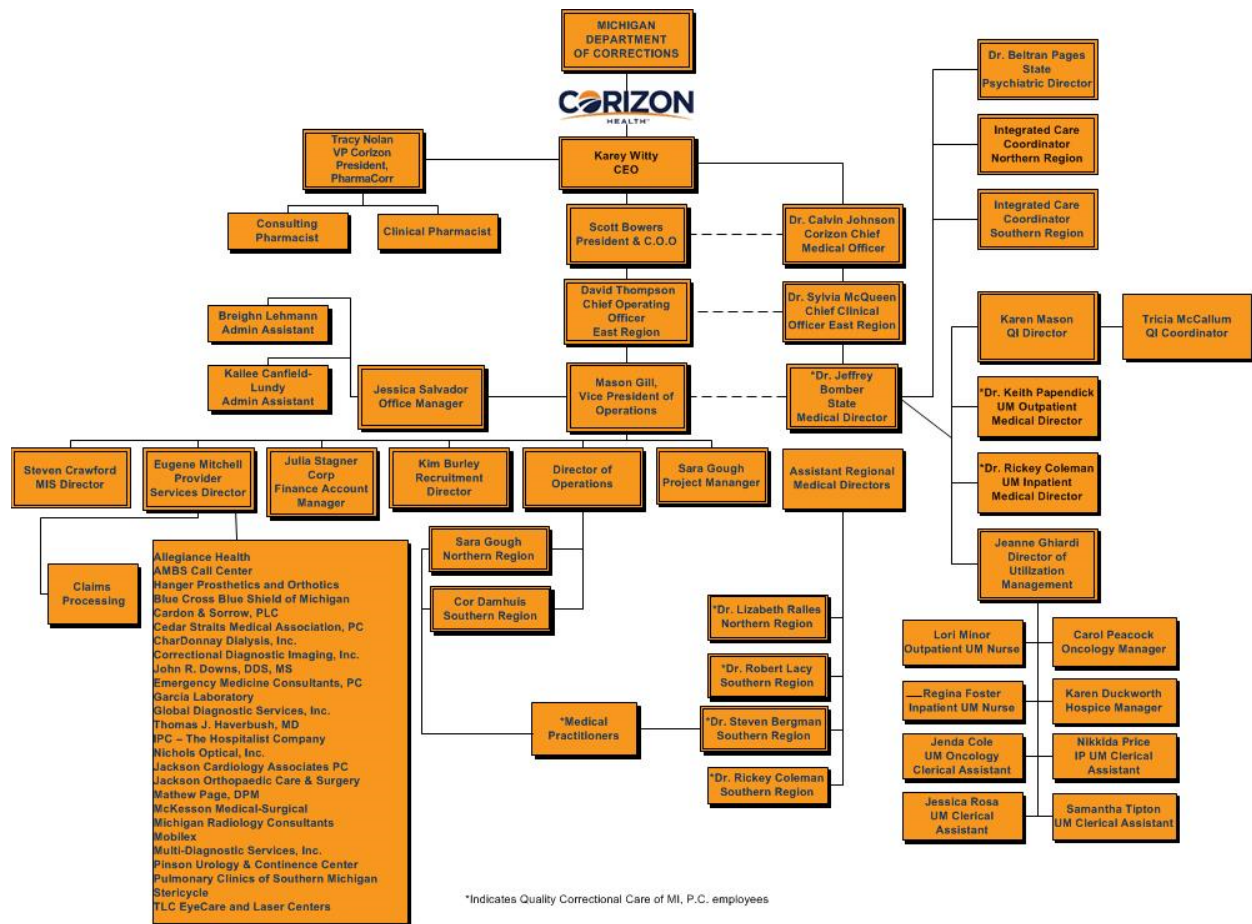 MICHIGAN
DEPARTMENT
OF CORRECTIONS
CORIZON
HEALTH™
Tracy Nolan
VP Corizon
President,
PharmaCorr
Karey Witty
CEO
Consulting
Pharmacist
Clinical Pharmacist
Scott Bowers
President & C.O.O
Dr. Calvin Johnson
Corizon Chief
Medical Officer
Dr. Beltran Pages
State
Psychiatric Director
Integrated Care
Coordinator
Northern Region
Integrated Care
Coordinator
Southern Region
David Thompson
Chief Operating
Officer
East Region
Dr. Sylvia McQueen
Chief Clinical
Officer East Region
Breighn Lehmann
Admin Assistant
Kailee Canfield-
Lundy
Admin Assistant
Jessica Salvador
Office Manager
Mason Gill,
Vice President of
Operations
*Dr. Jeffrey
Bomber
State
Medical Director
Karen Mason
QI Director
Tricia McCallum
QI Coordinator
*Dr. Keith Papendick
UM Outpatient
Medical Director
*Dr. Rickey Coleman
UM Inpatient
Medical Director
Jeanne Ghiardi
Director of
Utilization
Management
Steven Crawford
MIS Director
Eugene Mitchell
Provider
Services Director
Julia Stagner
Corp
Finance Account
Manager
Kim Burley
Recruitment
Director
Director of
Operations
Sara Gough
Project Mananger
Assistant Regional
Medical Directors
Claims
Processing
Allegiance Health
AMBS Call Center
Hanger Prosthetics and Orthotics
Blue Cross Blue Shield of Michigan
Cardon & Sorrow, PLC
Cedar Straits Medical Association, PC
CharDonnay Dialysis, Inc.
Correctional Diagnostic Imaging, Inc.
John R. Downs, DDS, MS
Emergency Medicine Consultants, PC
Garcia Laboratory
Global Diagnostic Services, Inc.
Thomas J. Haverbush, MD
IPC – The Hospitalist Company
Nichols Optical, Inc.
Jackson Cardiology Associates PC
Jackson Orthopaedic Care & Surgery
Mathew Page, DPM
McKesson Medical-Surgical
Michigan Radiology Consultants
Mobilex
Multi-Diagnostic Services, Inc.
Pinson Urology & Continence Center
Pulmonary Clinics of Southern Michigan
Stericycle
TLC EyeCare and Laser Centers
Sara Gough
Northern Region
Cor Damhuis
Southern Region
*Medical
Practitioners
*Dr. Lizabeth Ralles
Northern Region
*Dr. Robert Lacy
Southern Region
*Dr. Steven Bergman
Southern Region
*Dr. Rickey Coleman
Southern Region
Lori Minor
Outpatient UM Nurse
Carol Peacock
Oncology Manager
Regina Foster
Inpatient UM Nurse
Karen Duckworth
Hospice Manager
Jenda Cole
UM Oncology
Clerical Assistant
Nikkida Price
IP UM Clerical
Assistant
Jessica Rosa
UM Clerical
Assistant
Samantha Tipton
UM Clerical Assistant
*Indicates Quality Correctional Care of MI, P.C. employees